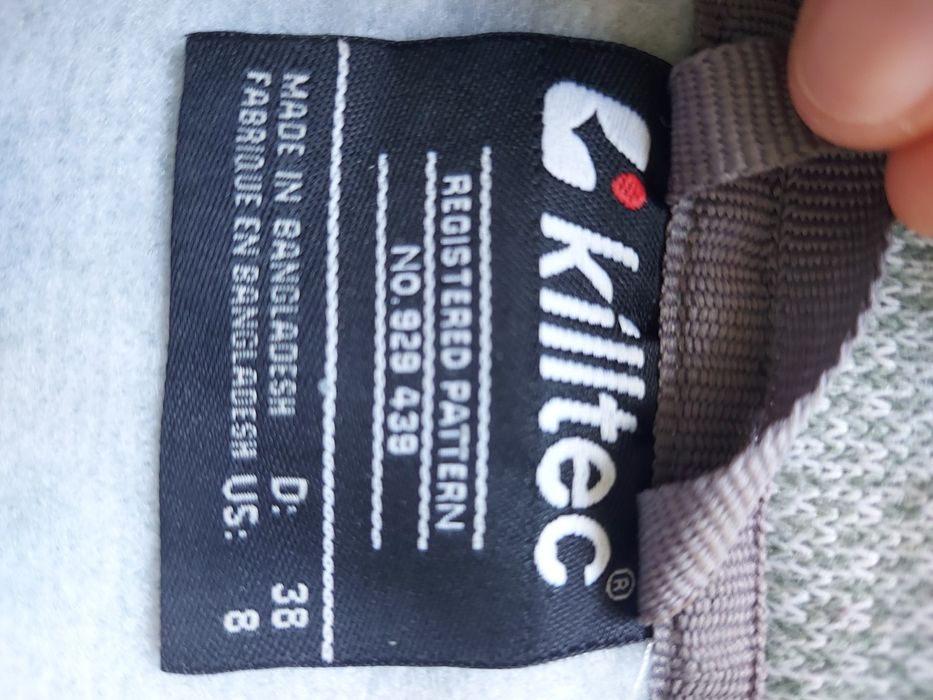 killtec®
REGISTERED PATTERN
NO. 929 439
MADE IN BANGLADESH D: 38
FABRIQUE EN BANGLADESH US: 8